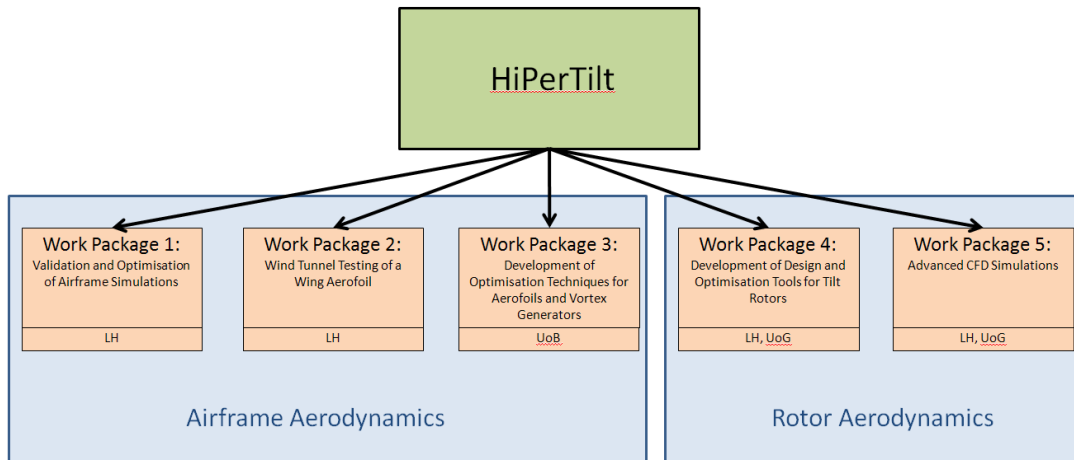 HiPerTilt
Work Package 1:
Validation and Optimisation
of Airframe Simulations
LH
Work Package 2:
Wind Tunnel Testing of a
Wing Aerofoil
LH
Work Package 3:
Development of
Optimisation Techniques for
Aerofoils and Vortex
Generators
UoB
Work Package 4:
Development of Design and
Optimisation Tools for Tilt
Rotors
LH, UoG
Work Package 5:
Advanced CFD Simulations
LH, UoG
Airframe Aerodynamics
Rotor Aerodynamics